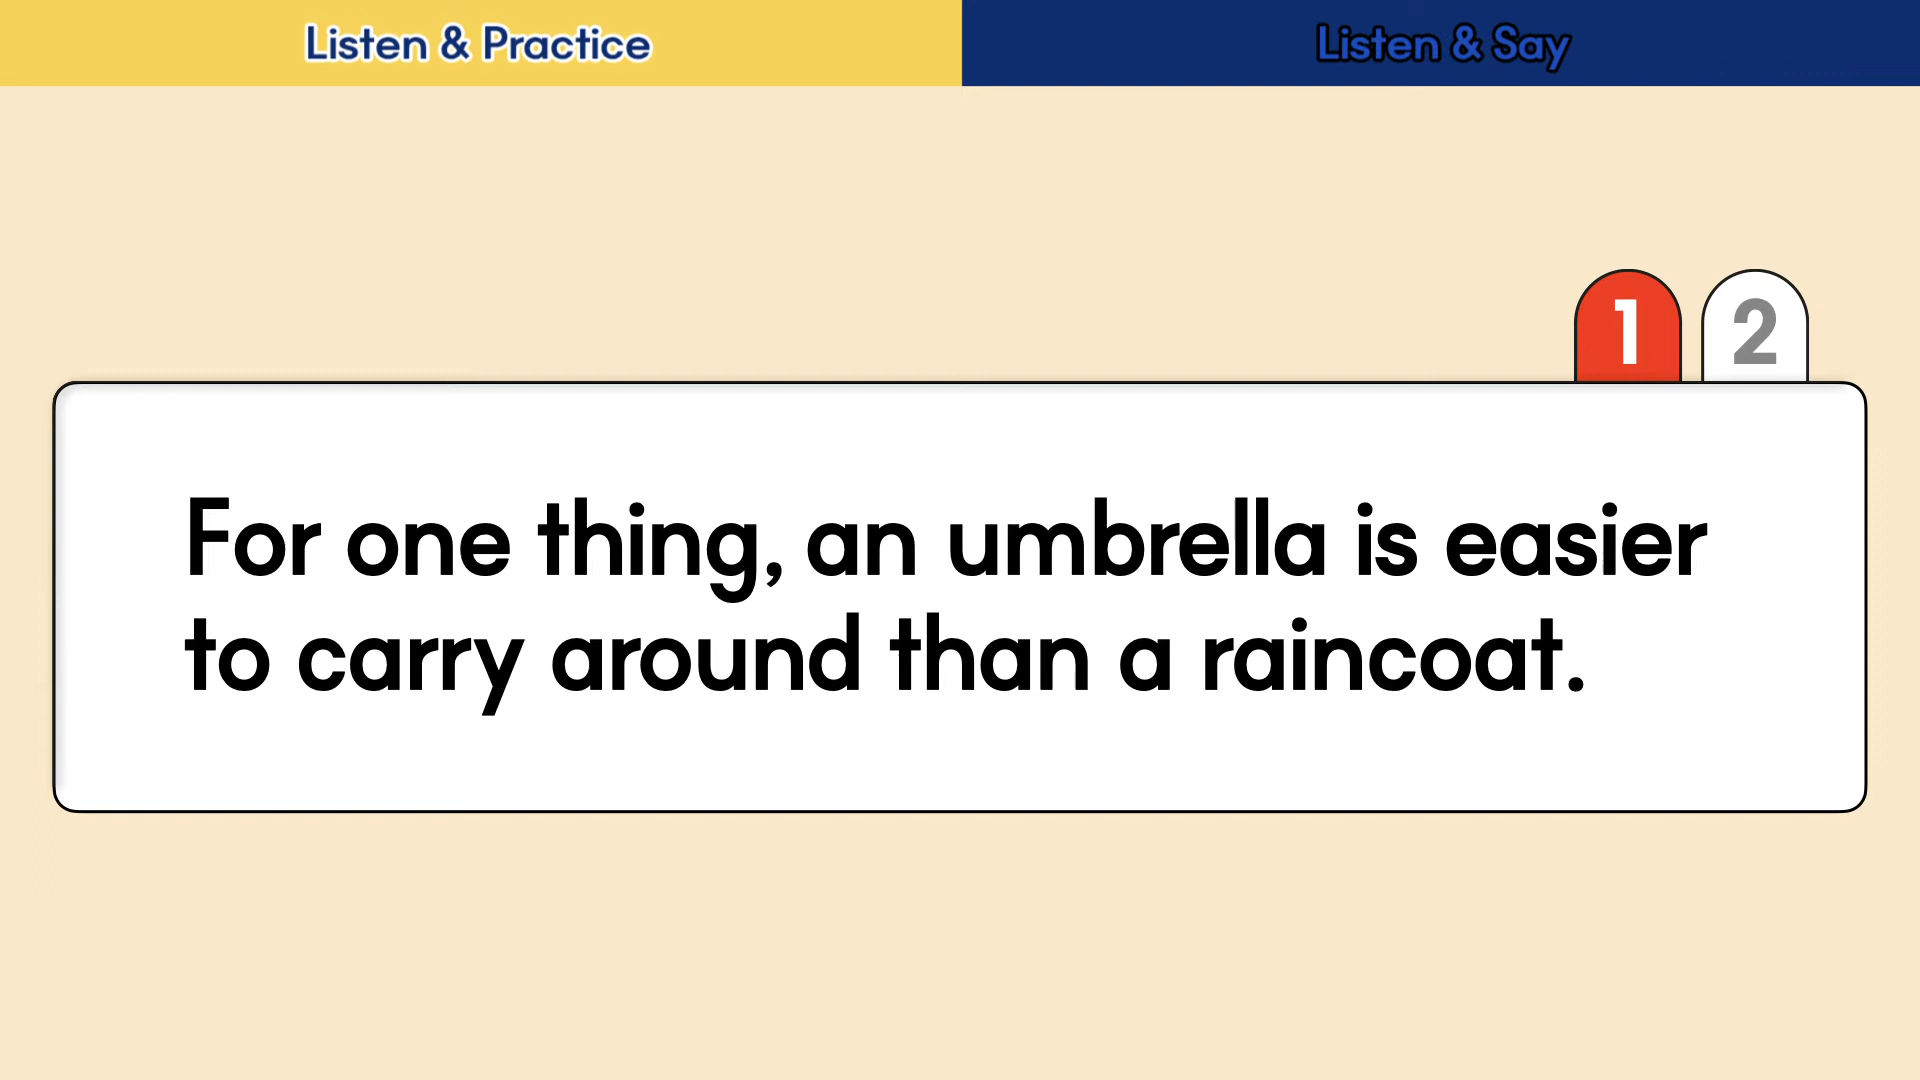 Listen & Practice
Listen & Say
1
2
For one thing, an umbrella is easier
to carry around than a raincoat.